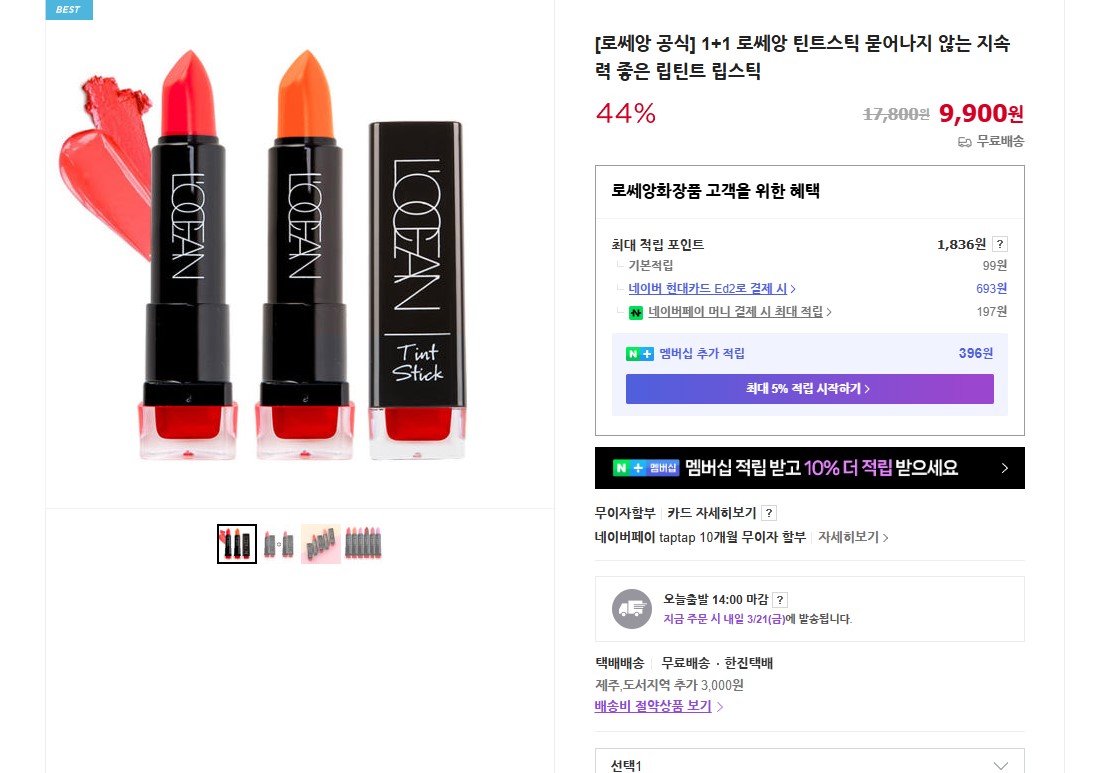 BEST
L'OCEAN
L'OCEAN
L'OCEAN
Tint
Stick
[로쎄앙 공식] 1+1 로쎄앙 틴트스틱 묻어나지 않는 지속
력 좋은 립틴트 립스틱
44%
17,800원 9,900원
무료배송
로쎄앙화장품 고객을 위한 혜택
최대 적립 포인트 1,836원 ?
기본적립 99원
네이버 현대카드 Ed2로 결제 시 > 693원
N 네이버페이 머니 결제 시 최대 적립 > 197원
N + 멤버십 추가 적립 396원
최대 5% 적립 시작하기 >
N + 멤버십 멤버십 적립 받고 10% 더 적립 받으세요 >
무이자할부 카드 자세히보기 ?
네이버페이 taptap 10개월 무이자 할부 자세히보기 >
오늘출발 14:00 마감 ?
지금 주문 시 내일 3/21(금)에 발송됩니다.
택배배송 무료배송 · 한진택배
제주,도서지역 추가 3,000원
배송비 절약상품 보기 >
선택1